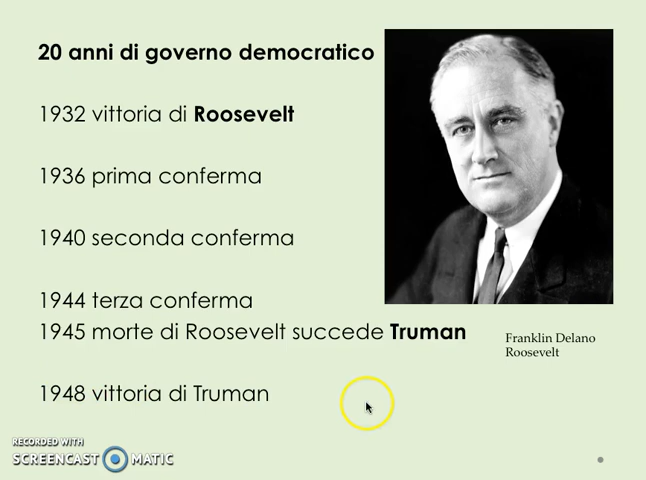 20 anni di governo democratico
1932 vittoria di Roosevelt
1936 prima conferma
1940 seconda conferma
1944 terza conferma
1945 morte di Roosevelt succede Truman
1948 vittoria di Truman
Franklin Delano
Roosevelt
RECORDED WITH
SCREENCAST MATIC